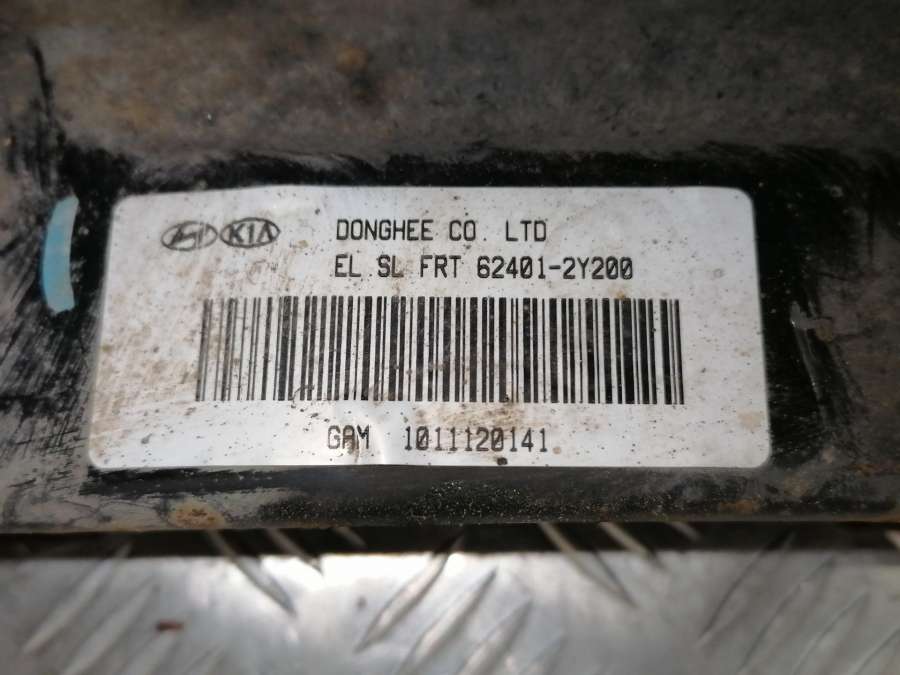 KIA DONGHEE CO. LTD
EL SL FRT 62401-2Y200
GAM 1011120141